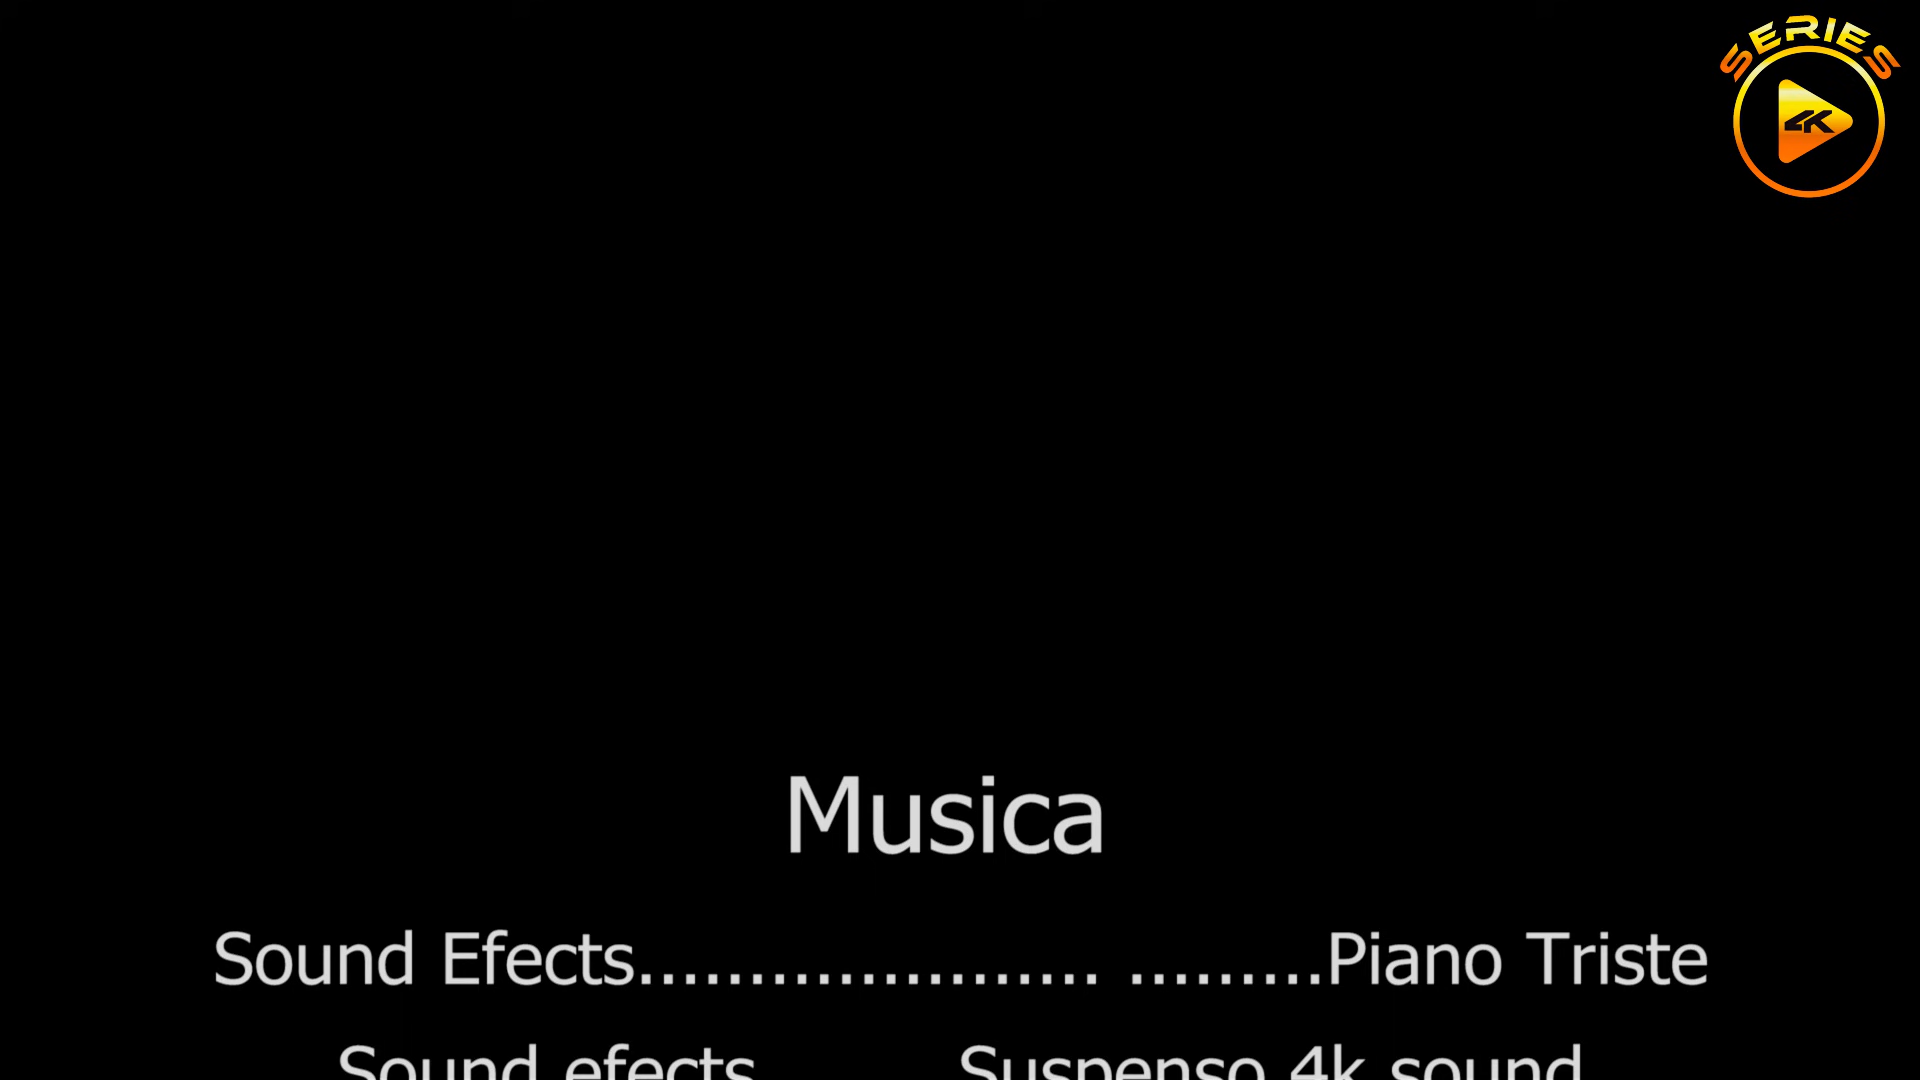 SERIES
4K
Musica
Sound Efects..................... .........Piano Triste
Sound efects Suspenso 4k sound